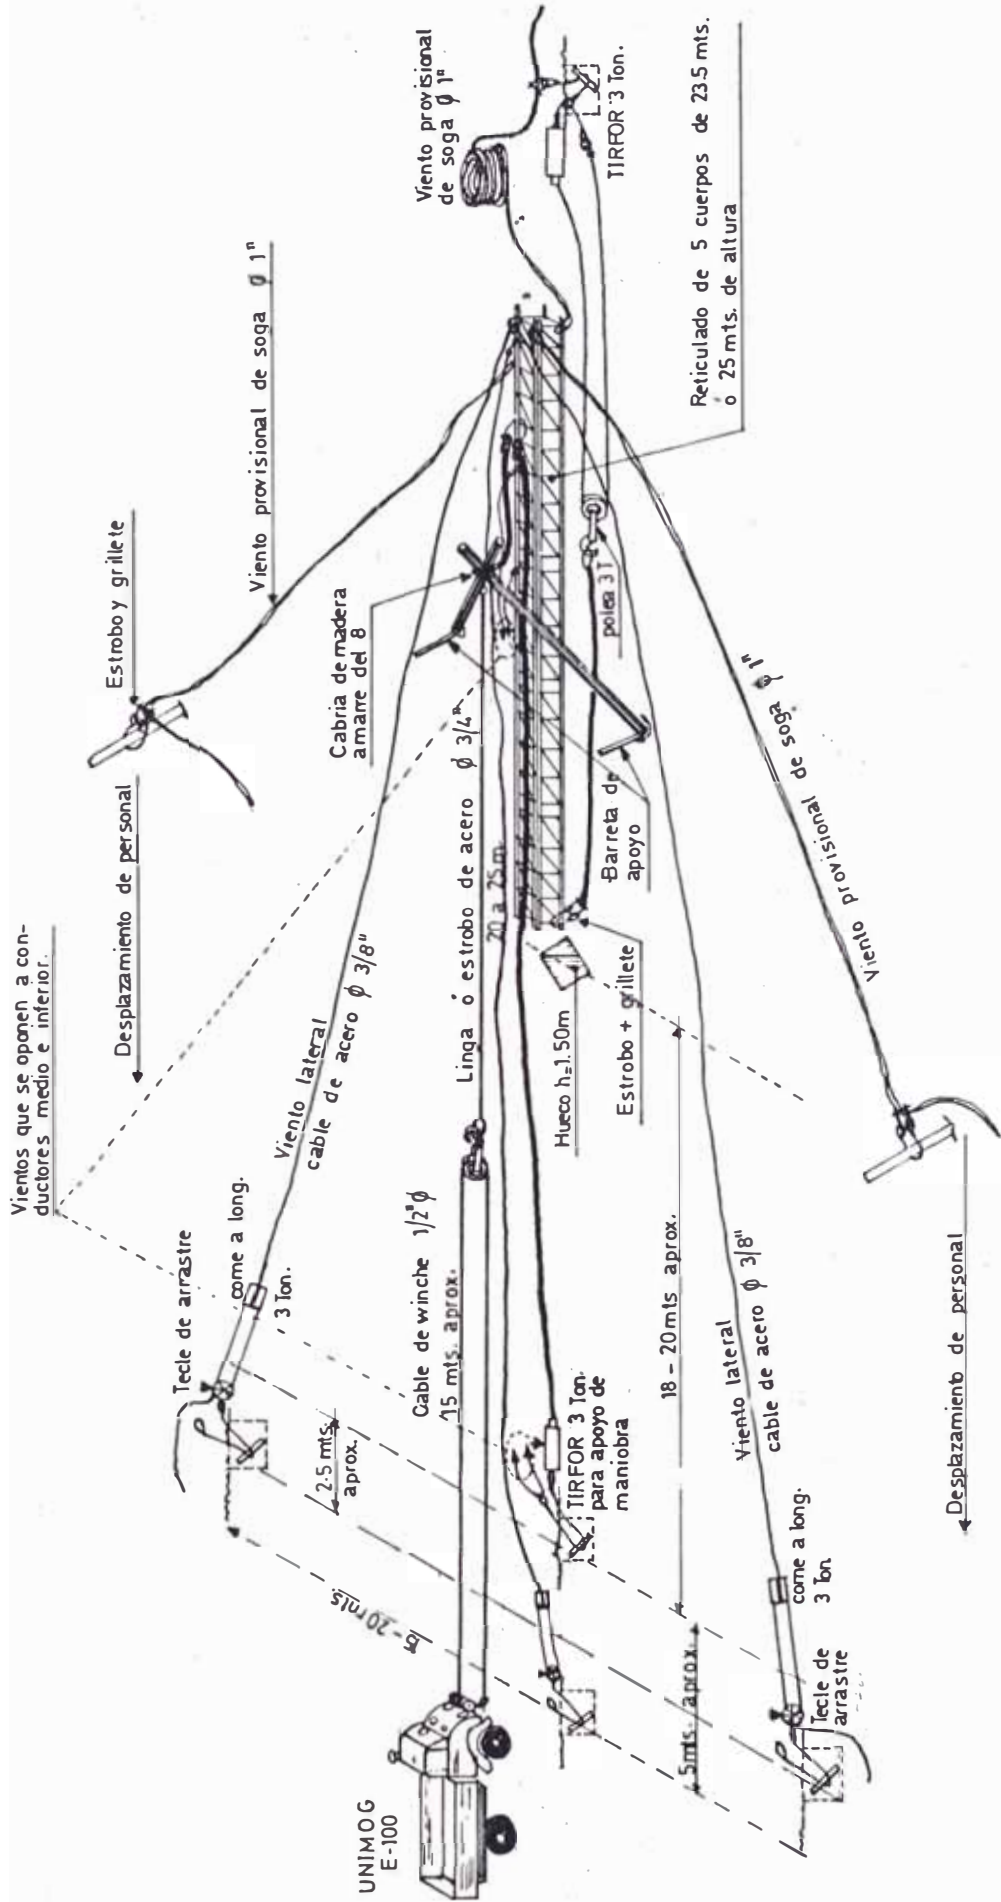 UNIMOG
E-100
Vientos que se oponen a con-
ductores medio e inferior.
Desplazamiento de personal
Estrobo y grillete
Viento provisional de soga ϕ 1"
Viento provisional
de soga ϕ 1"
TIRFOR 3 Ton.
Reticulado de 5 cuerpos de 23.5 mts.
o 25 mts. de altura
Cabria de madera
amarre del 8
Viento lateral
cable de acero ϕ 3/8"
Tecle de arrastre
come a long.
3 Ton.
2.5 mts.
aprox.
15-20 mts.
Cable de winche 1/2" ϕ
15 mts. aprox.
Linga ó estrobo de acero ϕ 3/4"
20 a 25 m.
polea 3T
Barreta de
apoyo
Estrobo + grillete
Hueco h=1.50m
TIRFOR 3 Ton.
para apoyo de
maniobra
18 - 20mts aprox.
5mts. aprox.
Viento lateral
cable de acero ϕ 3/8"
come a long.
3 Ton
Tecle de
arrastre
Viento provisional de soga ϕ 1"
Desplazamiento de personal